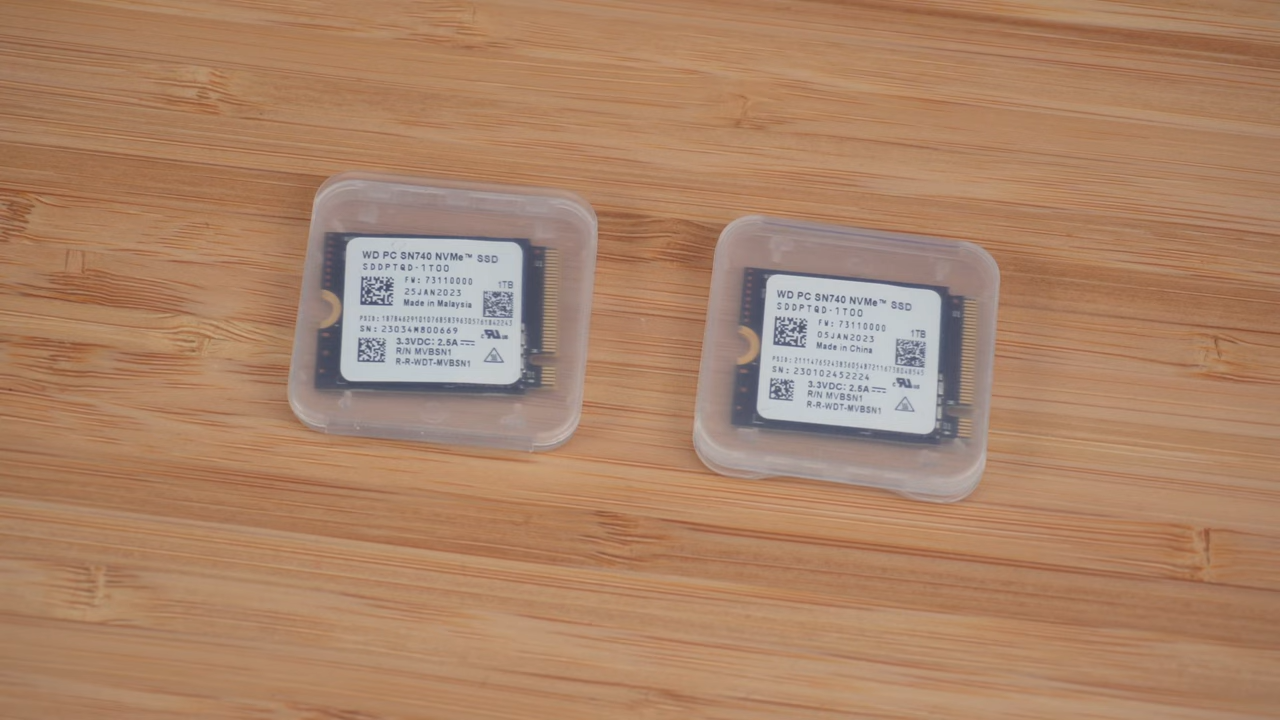 WD PC SN740 NVMe™ SSD
SDDPTQD-1T00
FW: 73110000
25JAN2023
1TB
Made in Malaysia
SN: 23034M800669
3.3VDC: 2.5A
R/N MVBSN1
R-R-WDT-MVBSN1
WD PC SN740 NVMe™ SSD
SDDPTQD-1T00
FW: 73110000
05JAN2023
1TB
Made in China
SN: 230102452224
3.3VDC: 2.5A
R/N MVBSN1
R-R-WDT-MVBSN1